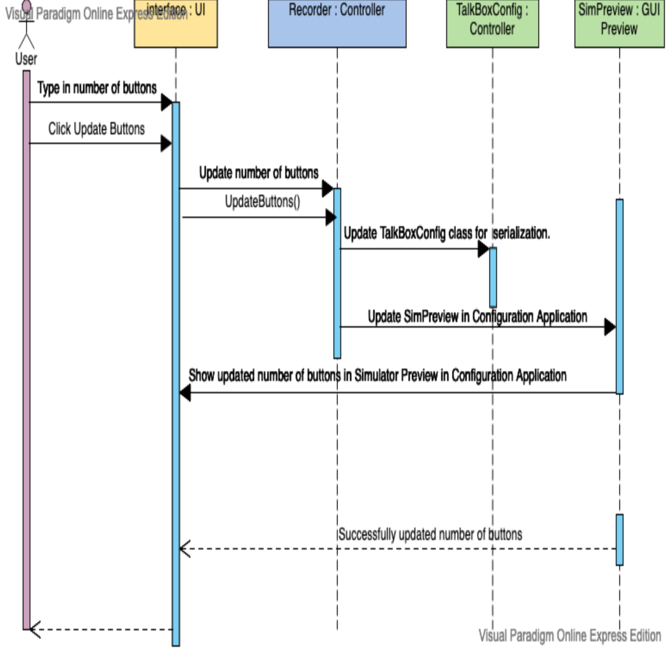 Visual Paradigm Online Express Edition
interface : UI
Recorder : Controller
TalkBoxConfig :
Controller
SimPreview : GUI
Preview
User
Type in number of buttons
Click Update Buttons
Update number of buttons
UpdateButtons()
Update TalkBoxConfig class for serialization.
Update SimPreview in Configuration Application
Show updated number of buttons in Simulator Preview in Configuration Application
Successfully updated number of buttons
Visual Paradigm Online Express Edition